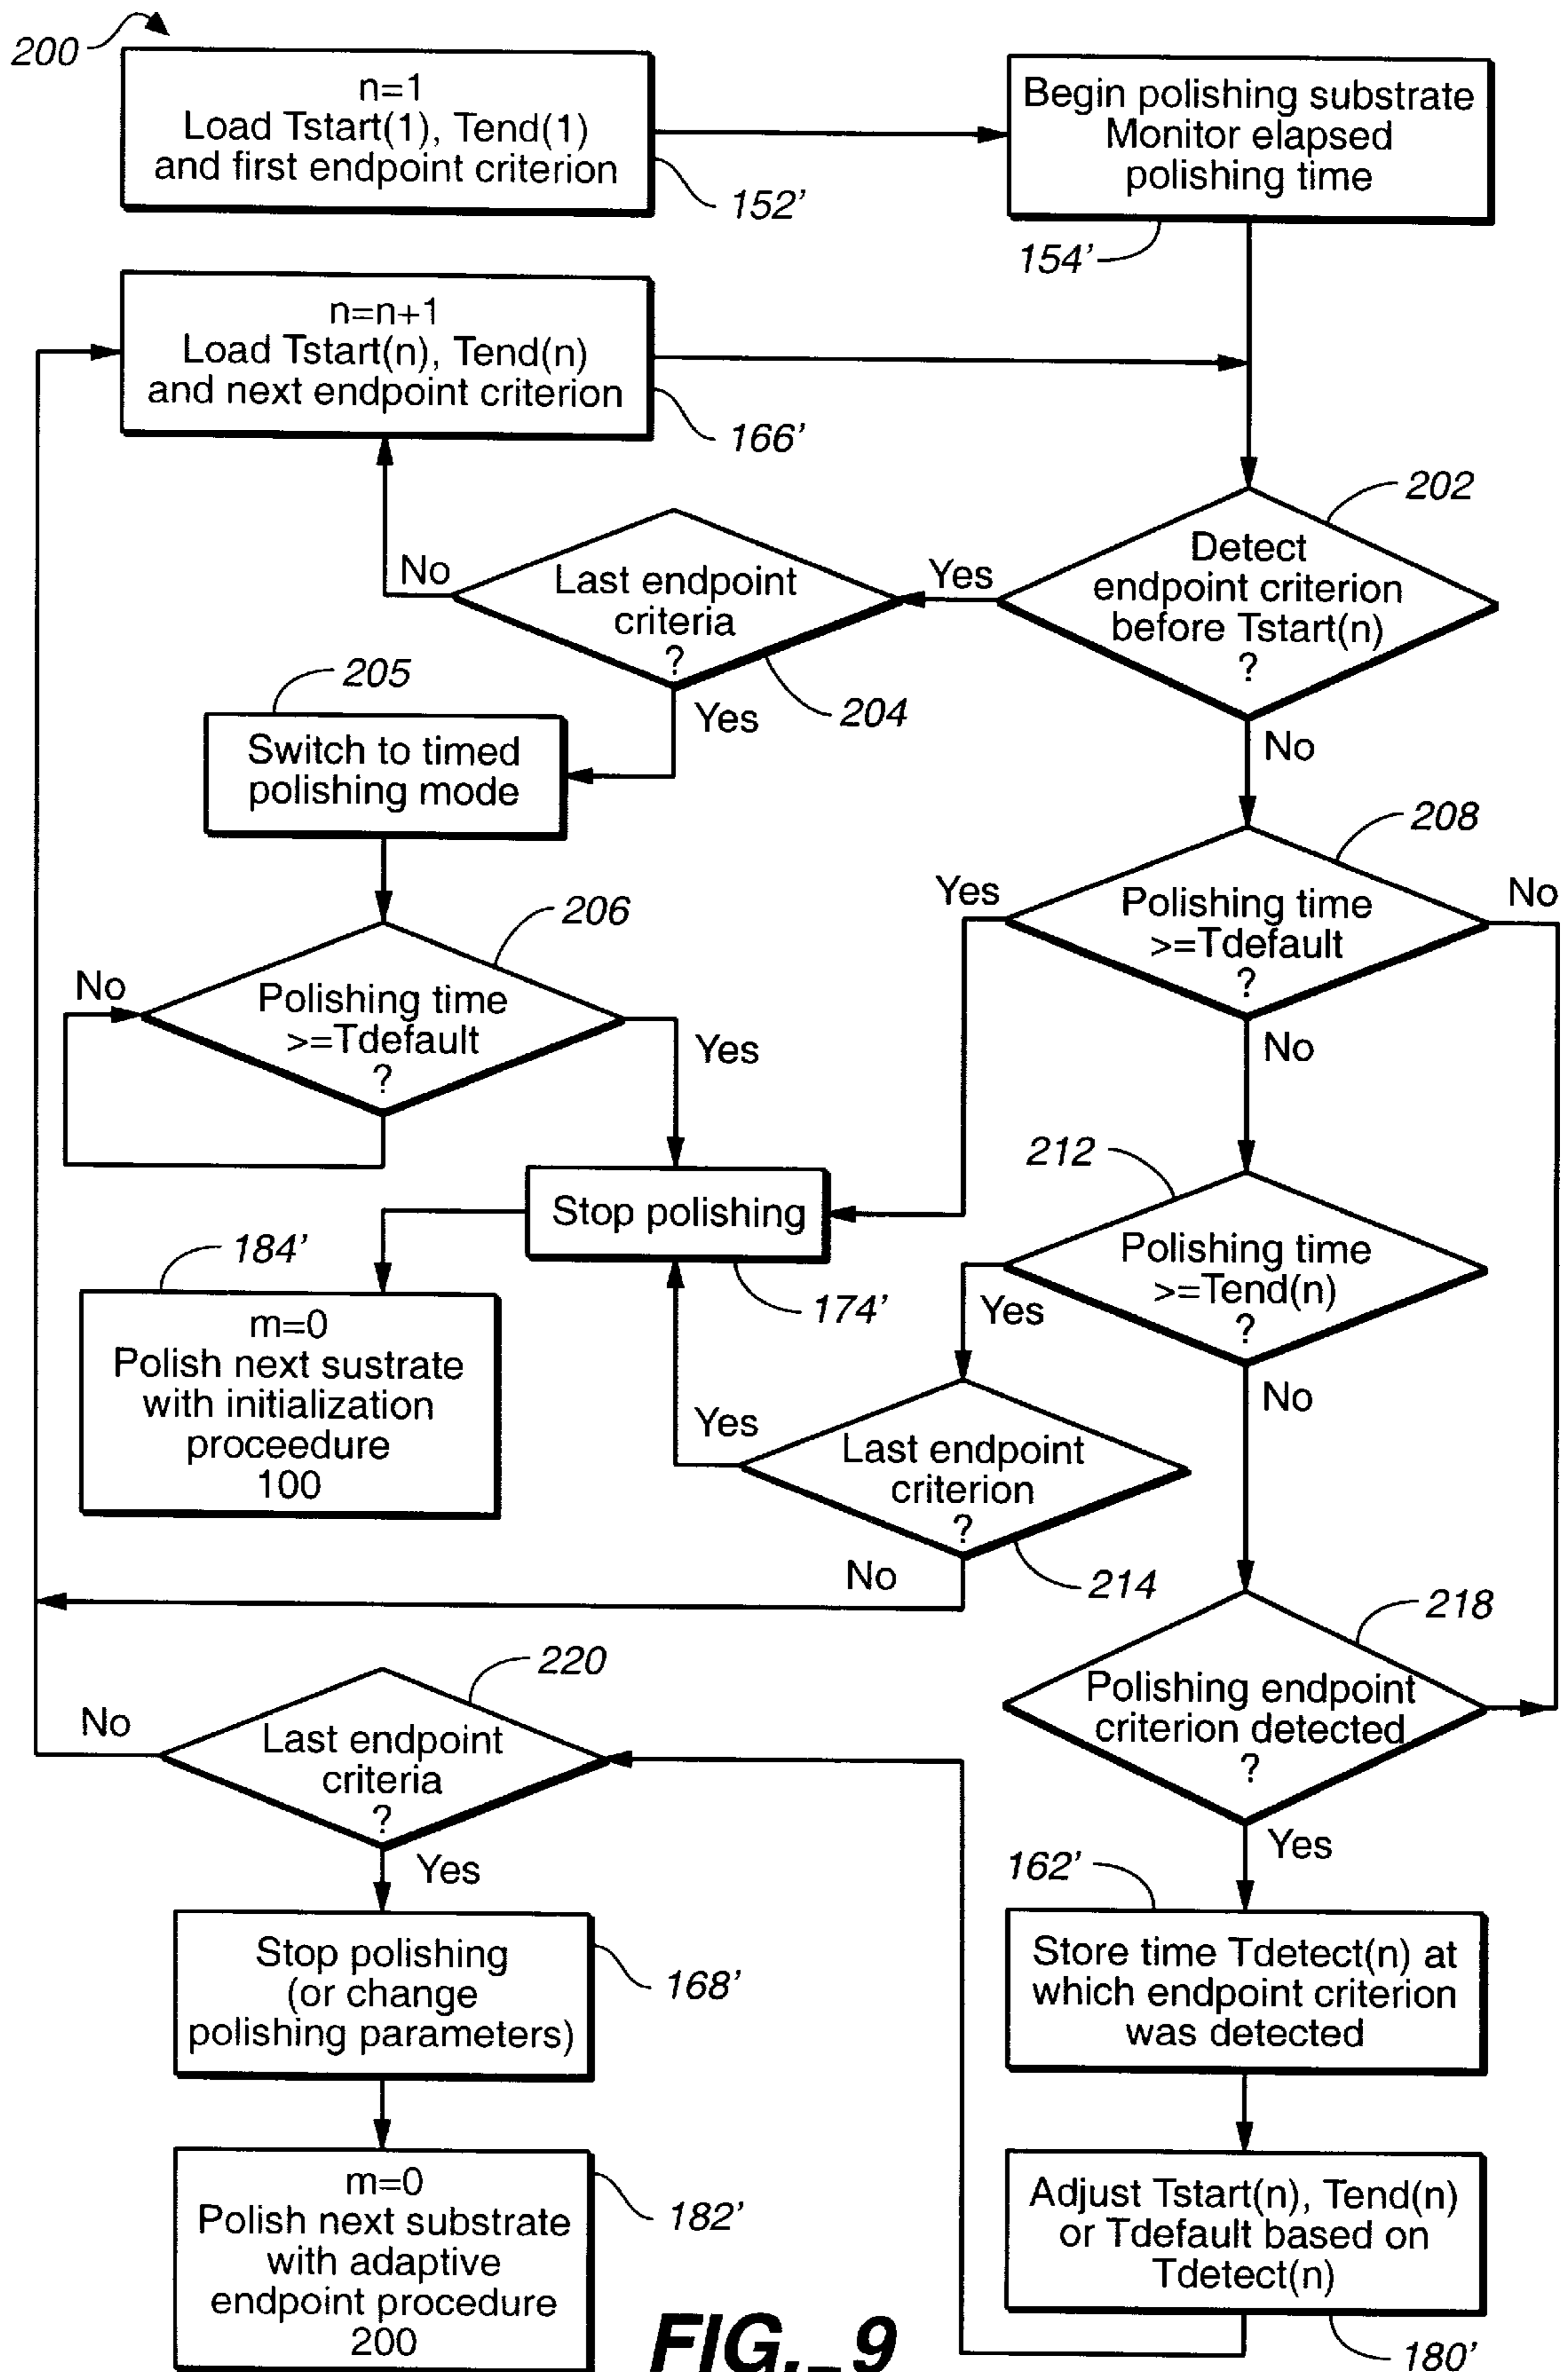 200
n=1
Load Tstart(1), Tend(1)
and first endpoint criterion
152'
Begin polishing substrate
Monitor elapsed
polishing time
154'
n=n+1
Load Tstart(n), Tend(n)
and next endpoint criterion
166'
202
Detect
endpoint criterion
before Tstart(n)
?
Yes
No
Last endpoint
criteria
?
204
No
Yes
205
Switch to timed
polishing mode
206
Polishing time
>=Tdefault
?
No
Yes
208
Polishing time
>=Tdefault
?
Yes
No
No
Stop polishing
174'
184'
m=0
Polish next sustrate
with initialization
proceedure
100
212
Polishing time
>=Tend(n)
?
Yes
No
Last endpoint
criterion
?
214
Yes
No
218
Polishing endpoint
criterion detected
?
Yes
220
Last endpoint
criteria
?
No
Yes
162'
Store time Tdetect(n) at
which endpoint criterion
was detected
Stop polishing
(or change
polishing parameters)
168'
m=0
Polish next substrate
with adaptive
endpoint procedure
200
182'
Adjust Tstart(n), Tend(n)
or Tdefault based on
Tdetect(n)
180'
FIG._9